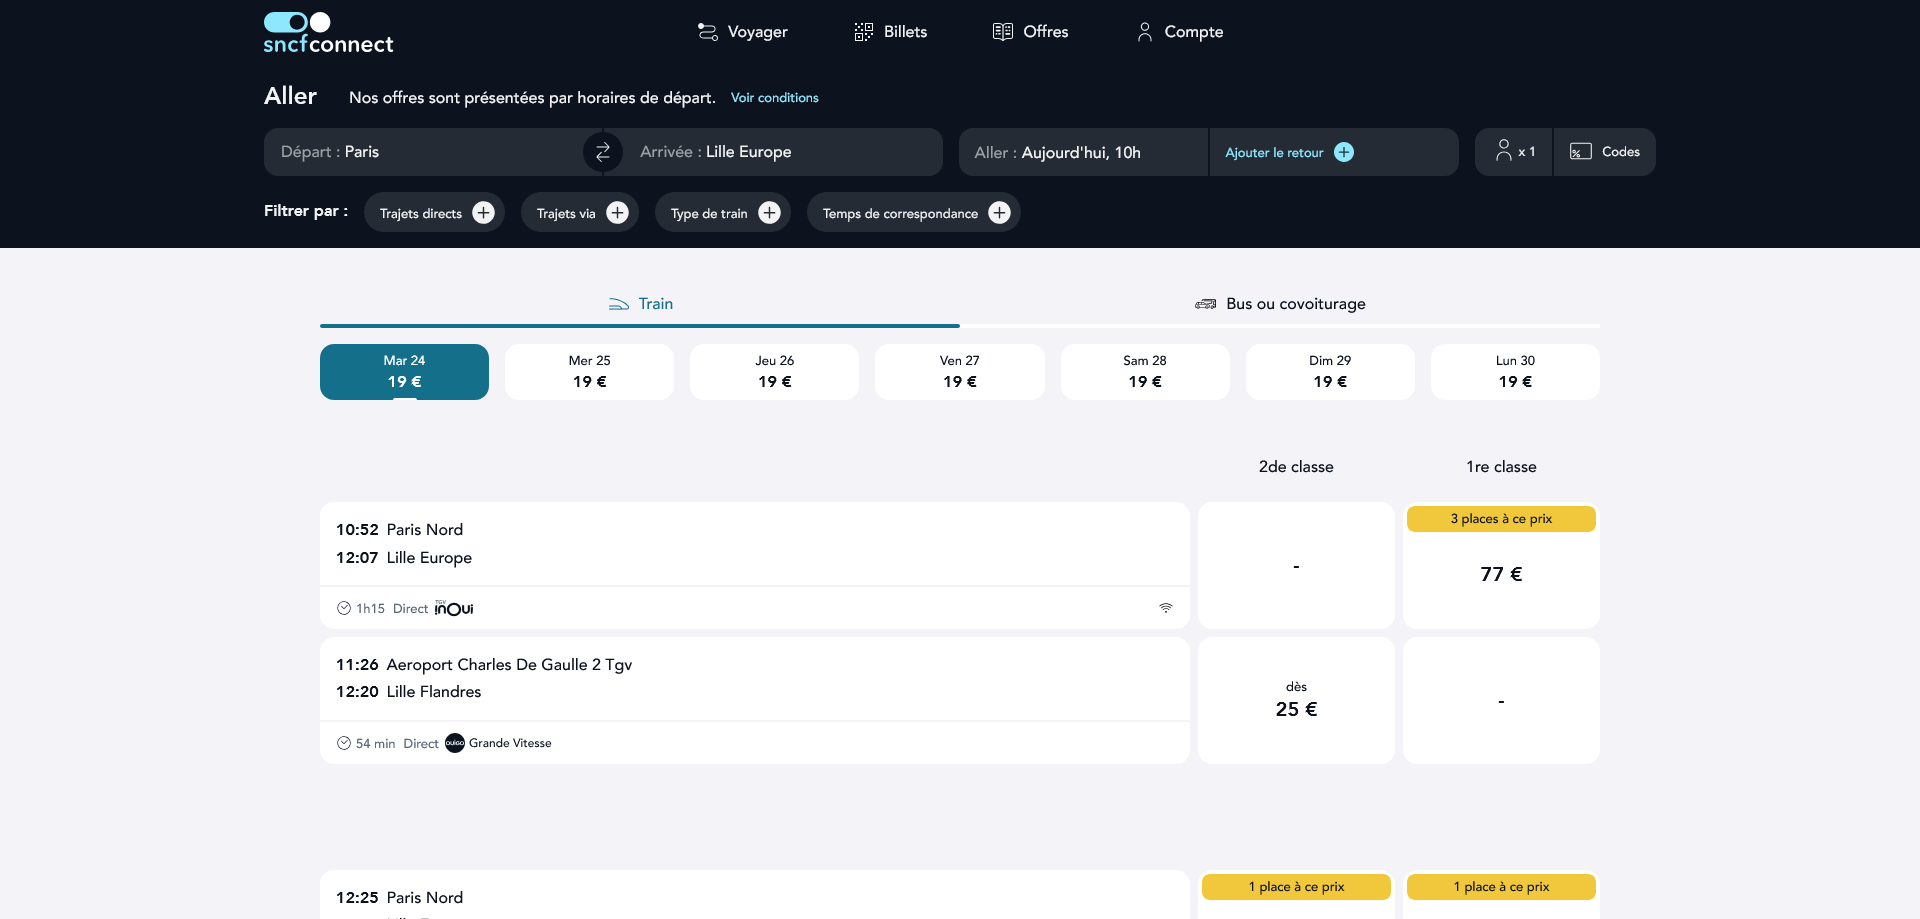 sncfconnect
Voyager
Billets
Offres
Compte
Aller
Nos offres sont présentées par horaires de départ. Voir conditions
Départ : Paris
Arrivée : Lille Europe
Aller : Aujourd'hui, 10h
Ajouter le retour
x 1
Codes
Filtrer par :
Trajets directs
Trajets via
Type de train
Temps de correspondance
Train
Bus ou covoiturage
Mar 24
19 €
Mer 25
19 €
Jeu 26
19 €
Ven 27
19 €
Sam 28
19 €
Dim 29
19 €
Lun 30
19 €
2de classe
1re classe
10:52 Paris Nord
12:07 Lille Europe
1h15 Direct TGV inOui
-
3 places à ce prix
77 €
11:26 Aeroport Charles De Gaulle 2 Tgv
12:20 Lille Flandres
54 min Direct OUIGO Grande Vitesse
dès
25 €
-
12:25 Paris Nord
1 place à ce prix
1 place à ce prix